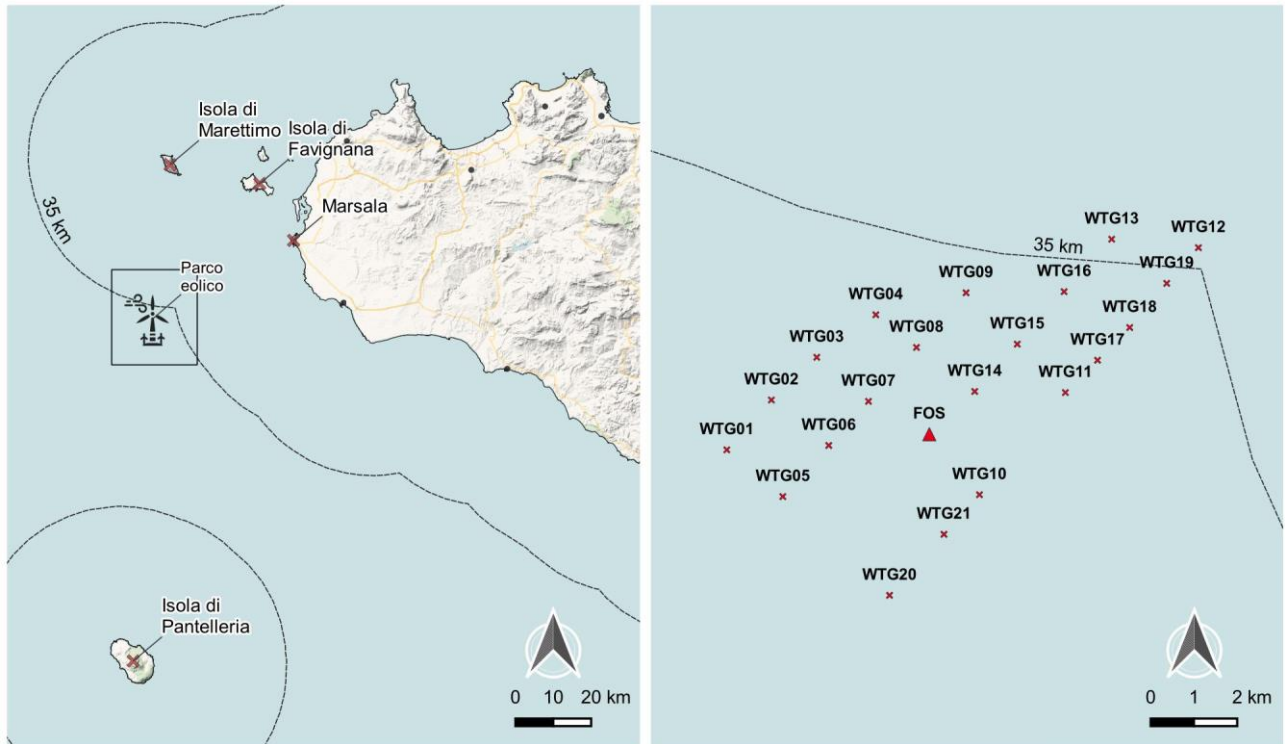 Isola di
Marettimo
Isola di
Favignana
Marsala
35 km
Parco
eolico
Isola di
Pantelleria
0 10 20 km
WTG13
WTG12
35 km
WTG19
WTG16
WTG09
WTG04
WTG18
WTG15
WTG08
WTG03
WTG17
WTG11
WTG14
WTG07
WTG02
FOS
WTG06
WTG01
WTG05
WTG10
WTG21
WTG20
0 1 2 km